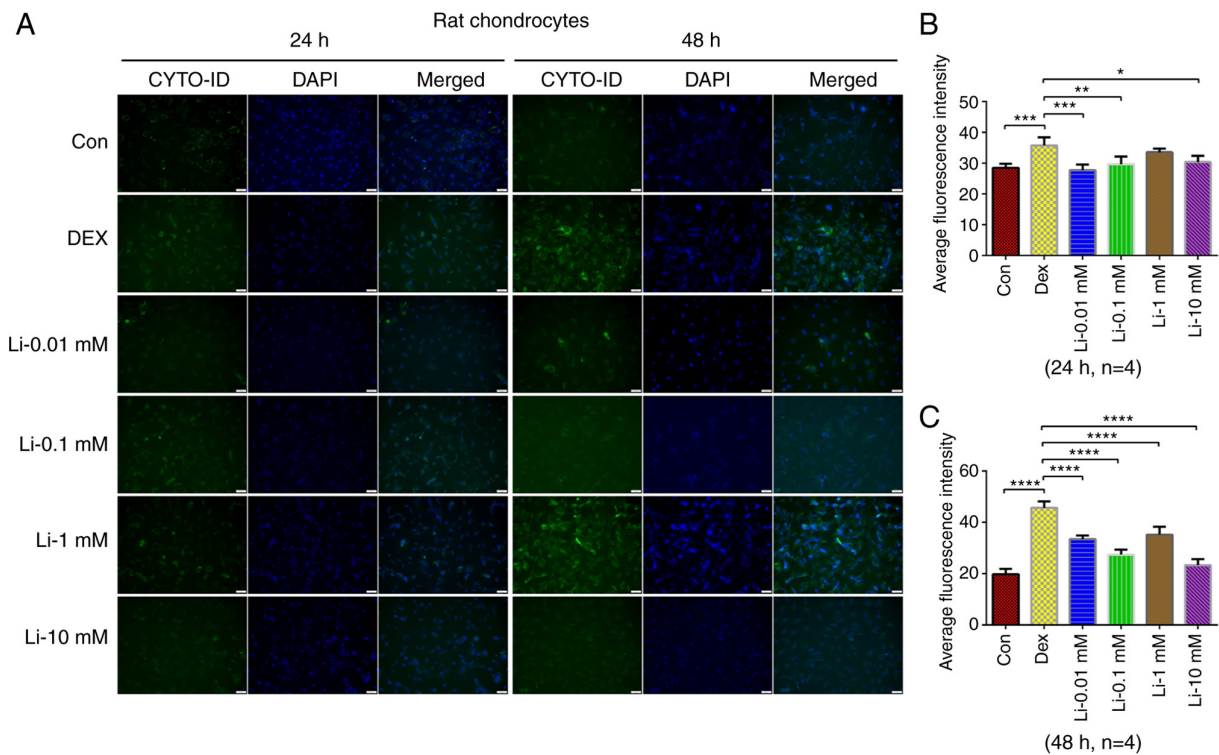 A
Rat chondrocytes
24 h
48 h
CYTO-ID DAPI Merged CYTO-ID DAPI Merged
Con
DEX
Li-0.01 mM
Li-0.1 mM
Li-1 mM
Li-10 mM
B
Average fluorescence intensity
50
40
30
20
10
0
*
**
*** ***
Con
Dex
Li-0.01 mM
Li-0.1 mM
Li-1 mM
Li-10 mM
(24 h, n=4)
C
Average fluorescence intensity
60
40
20
0
****
****
****
**** ****
Con
Dex
Li-0.01 mM
Li-0.1 mM
Li-1 mM
Li-10 mM
(48 h, n=4)